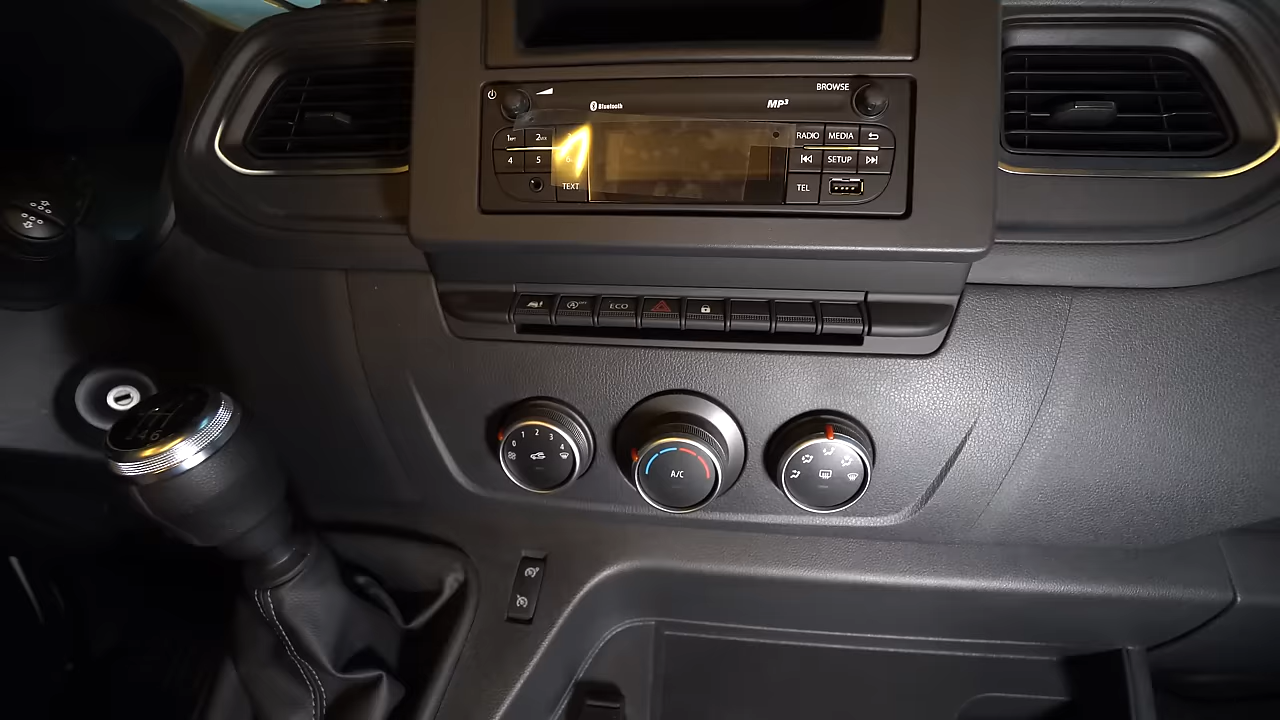 BROWSE
Bluetooth
MP3
1 2 RADIO MEDIA
4 5 SETUP
TEXT TEL
ECO
0 1 2 3 4
A/C